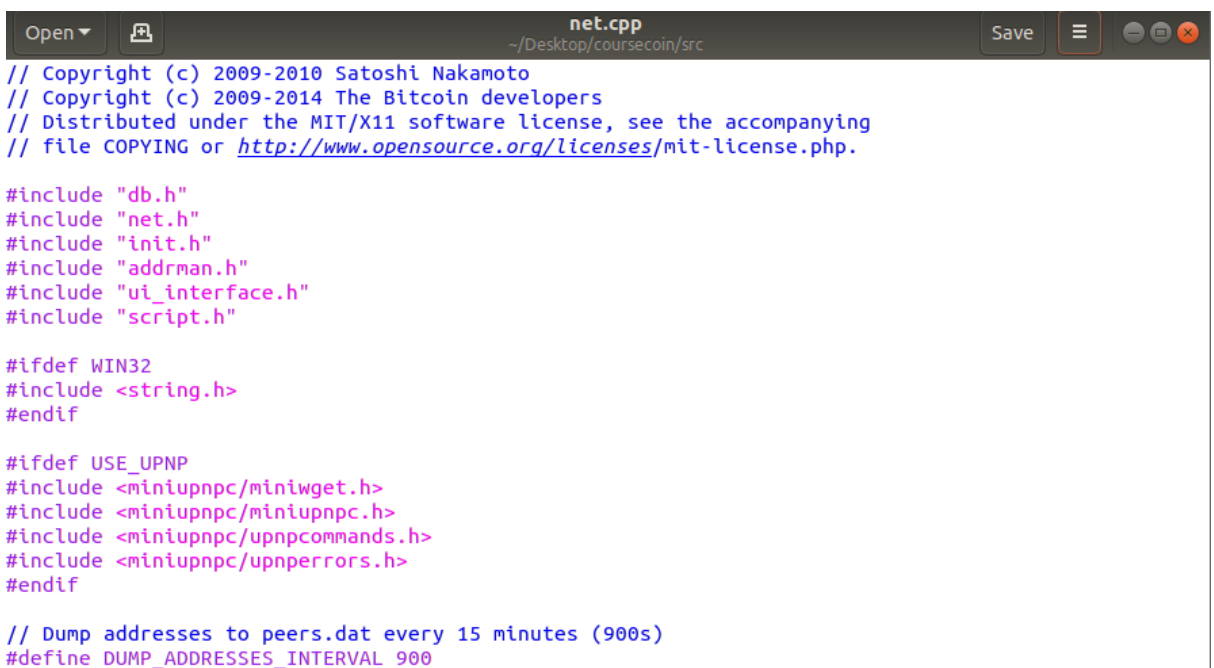 Open
net.cpp
~/Desktop/coursecoin/src
Save
// Copyright (c) 2009-2010 Satoshi Nakamoto
// Copyright (c) 2009-2014 The Bitcoin developers
// Distributed under the MIT/X11 software license, see the accompanying
// file COPYING or http://www.opensource.org/licenses/mit-license.php.

#include "db.h"
#include "net.h"
#include "init.h"
#include "addrman.h"
#include "ui_interface.h"
#include "script.h"

#ifdef WIN32
#include <string.h>
#endif

#ifdef USE_UPNP
#include <miniupnpc/miniwget.h>
#include <miniupnpc/miniupnpc.h>
#include <miniupnpc/upnpcommands.h>
#include <miniupnpc/upnperrors.h>
#endif

// Dump addresses to peers.dat every 15 minutes (900s)
#define DUMP_ADDRESSES_INTERVAL 900